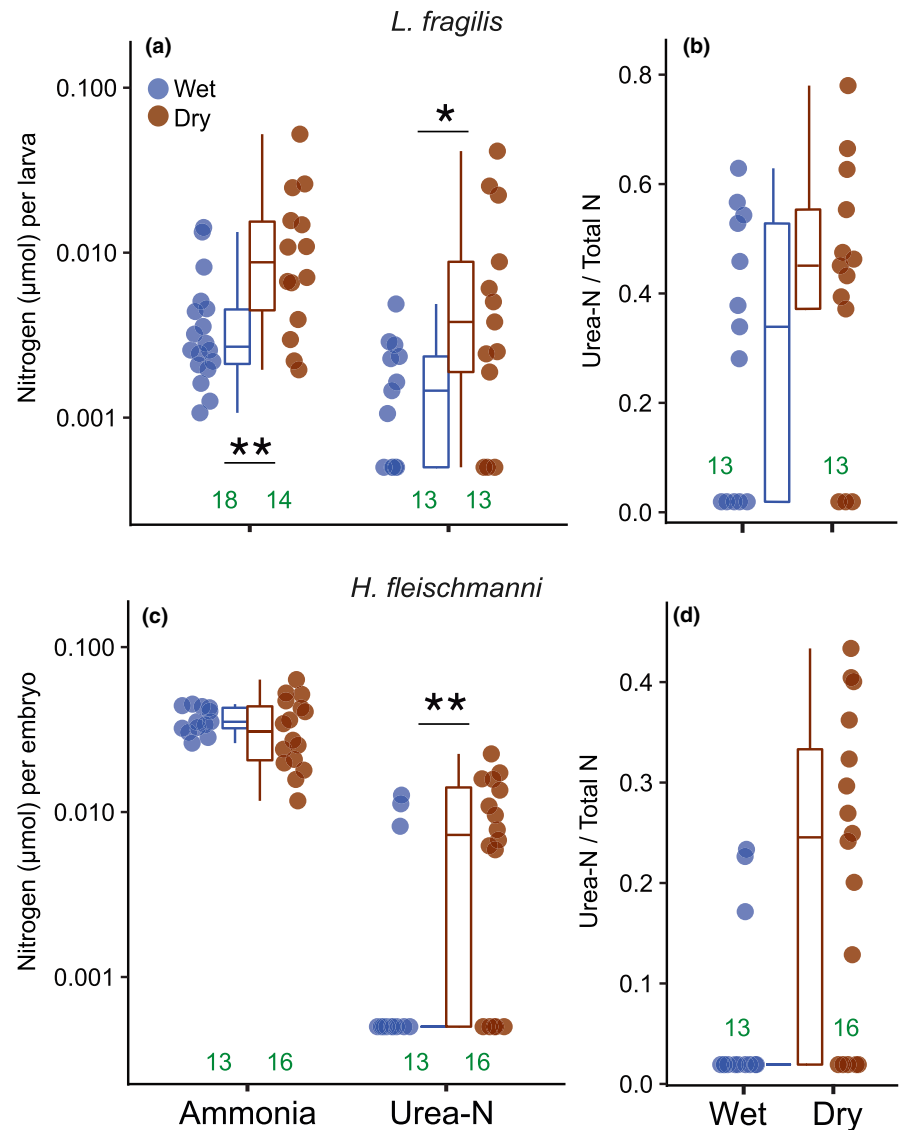 L. fragilis
(a)
Wet
Dry
Nitrogen (μmol) per larva
0.100
0.010
0.001
*
**
18 14 13 13
(b)
Urea-N / Total N
0.8
0.6
0.4
0.2
0.0
13 13
H. fleischmanni
(c)
Nitrogen (μmol) per embryo
0.100
0.010
0.001
**
13 16 13 16
Ammonia Urea-N
(d)
Urea-N / Total N
0.4
0.3
0.2
0.1
0.0
13 16
Wet Dry